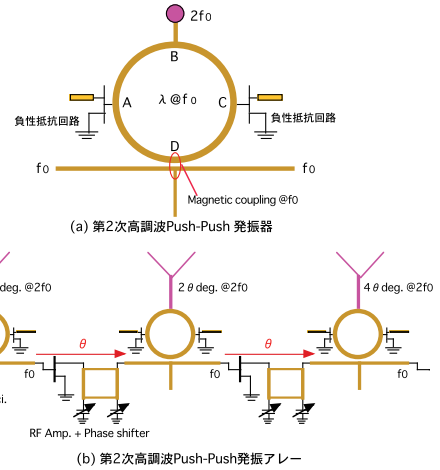 2f0
B
A
λ @f0
C
負性抵抗回路
負性抵抗回路
D
f0
f0
Magnetic coupling @f0
(a) 第2次高調波Push-Push 発振器
deg. @2f0
2 θ deg. @2f0
4 θ deg. @2f0
θ
θ
f0
f0
f0
ci.
RF Amp. + Phase shifter
(b) 第2次高調波Push-Push発振アレー